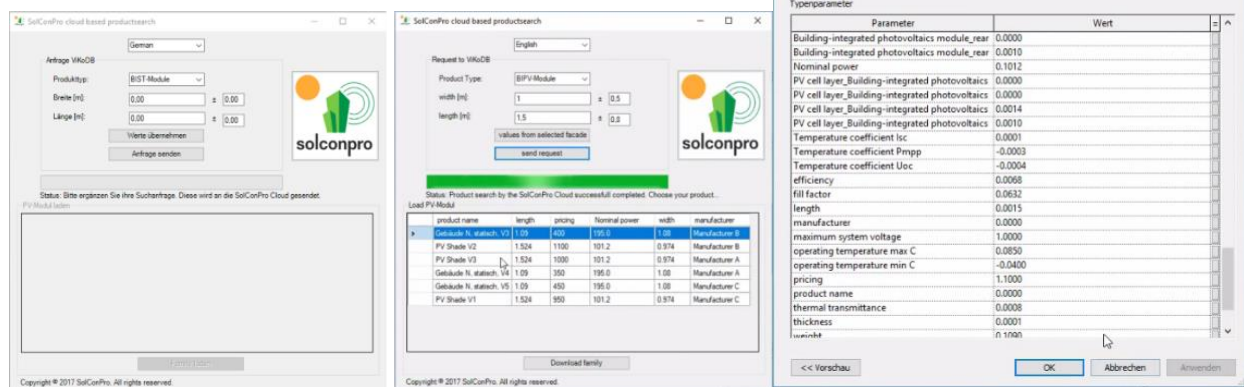 SolConPro cloud based productsearch
German
Anfrage ViKoDB
Produkttyp: BIST-Module
Breite [m]: 0,00 ± 0,00
Länge [m]: 0,00 ± 0,00
Werte übernehmen
Anfrage senden
solconpro
Status: Bitte ergänzen Sie ihre Suchanfrage. Diese wird an die SolConPro Cloud gesendet.
PV-Modul laden
Family laden
Copyright © 2017 SolConPro. All rights reserved.
SolConPro cloud based productsearch
English
Request to ViKoDB
Product Type: BIPV-Module
width [m]: 1 ± 0,5
length [m]: 1.5 ± 0,8
values from selected facade
send request
solconpro
Status: Product search by the SolConPro Cloud successfull completed. Choose your product...
Load PV-Modul
product name length pricing Nominal power width manufacturer
Gebäude N, statisch, V3 1.09 400 195.0 1.08 Manufacturer B
PV Shade V2 1.524 1100 101.2 0.974 Manufacturer B
PV Shade V3 1.524 1000 101.2 0.974 Manufacturer A
Gebäude N, statisch, V4 1.09 350 195.0 1.08 Manufacturer A
Gebäude N, statisch, V5 1.09 450 195.0 1.08 Manufacturer C
PV Shade V1 1.524 950 101.2 0.974 Manufacturer C
Download family
Copyright © 2017 SolConPro. All rights reserved.
Typenparameter
Parameter Wert =
Building-integrated photovoltaics module_rear 0.0000
Building-integrated photovoltaics module_rear 0.0010
Nominal power 0.1012
PV cell layer_Building-integrated photovoltaics 0.0000
PV cell layer_Building-integrated photovoltaics 0.0000
PV cell layer_Building-integrated photovoltaics 0.0014
PV cell layer_Building-integrated photovoltaics 0.0010
Temperature coefficient Isc 0.0001
Temperature coefficient Pmpp -0.0003
Temperature coefficient Uoc -0.0004
efficiency 0.0068
fill factor 0.0632
length 0.0015
manufacturer 0.0000
maximum system voltage 1.0000
operating temperature max C 0.0850
operating temperature min C -0.0400
pricing 1.1000
product name 0.0000
thermal transmittance 0.0008
thickness 0.0001
weight 0.1090
<< Vorschau OK Abbrechen Anwenden